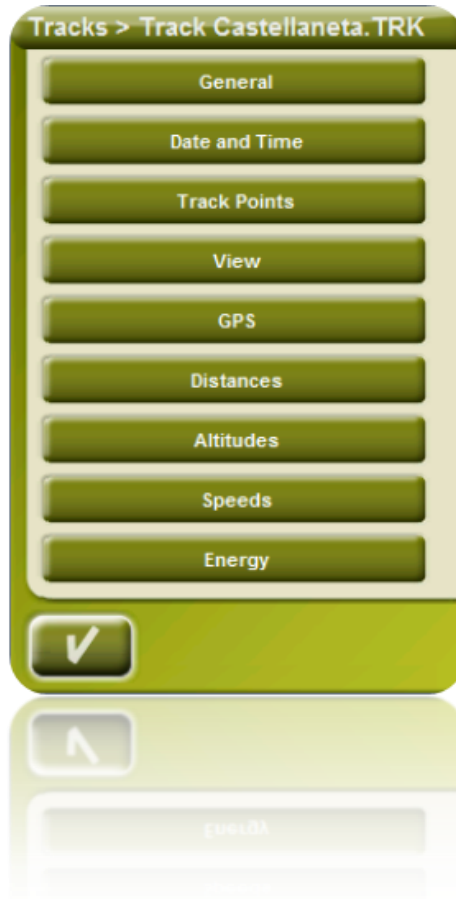 Tracks > Track Castellaneta.TRK
General
Date and Time
Track Points
View
GPS
Distances
Altitudes
Speeds
Energy